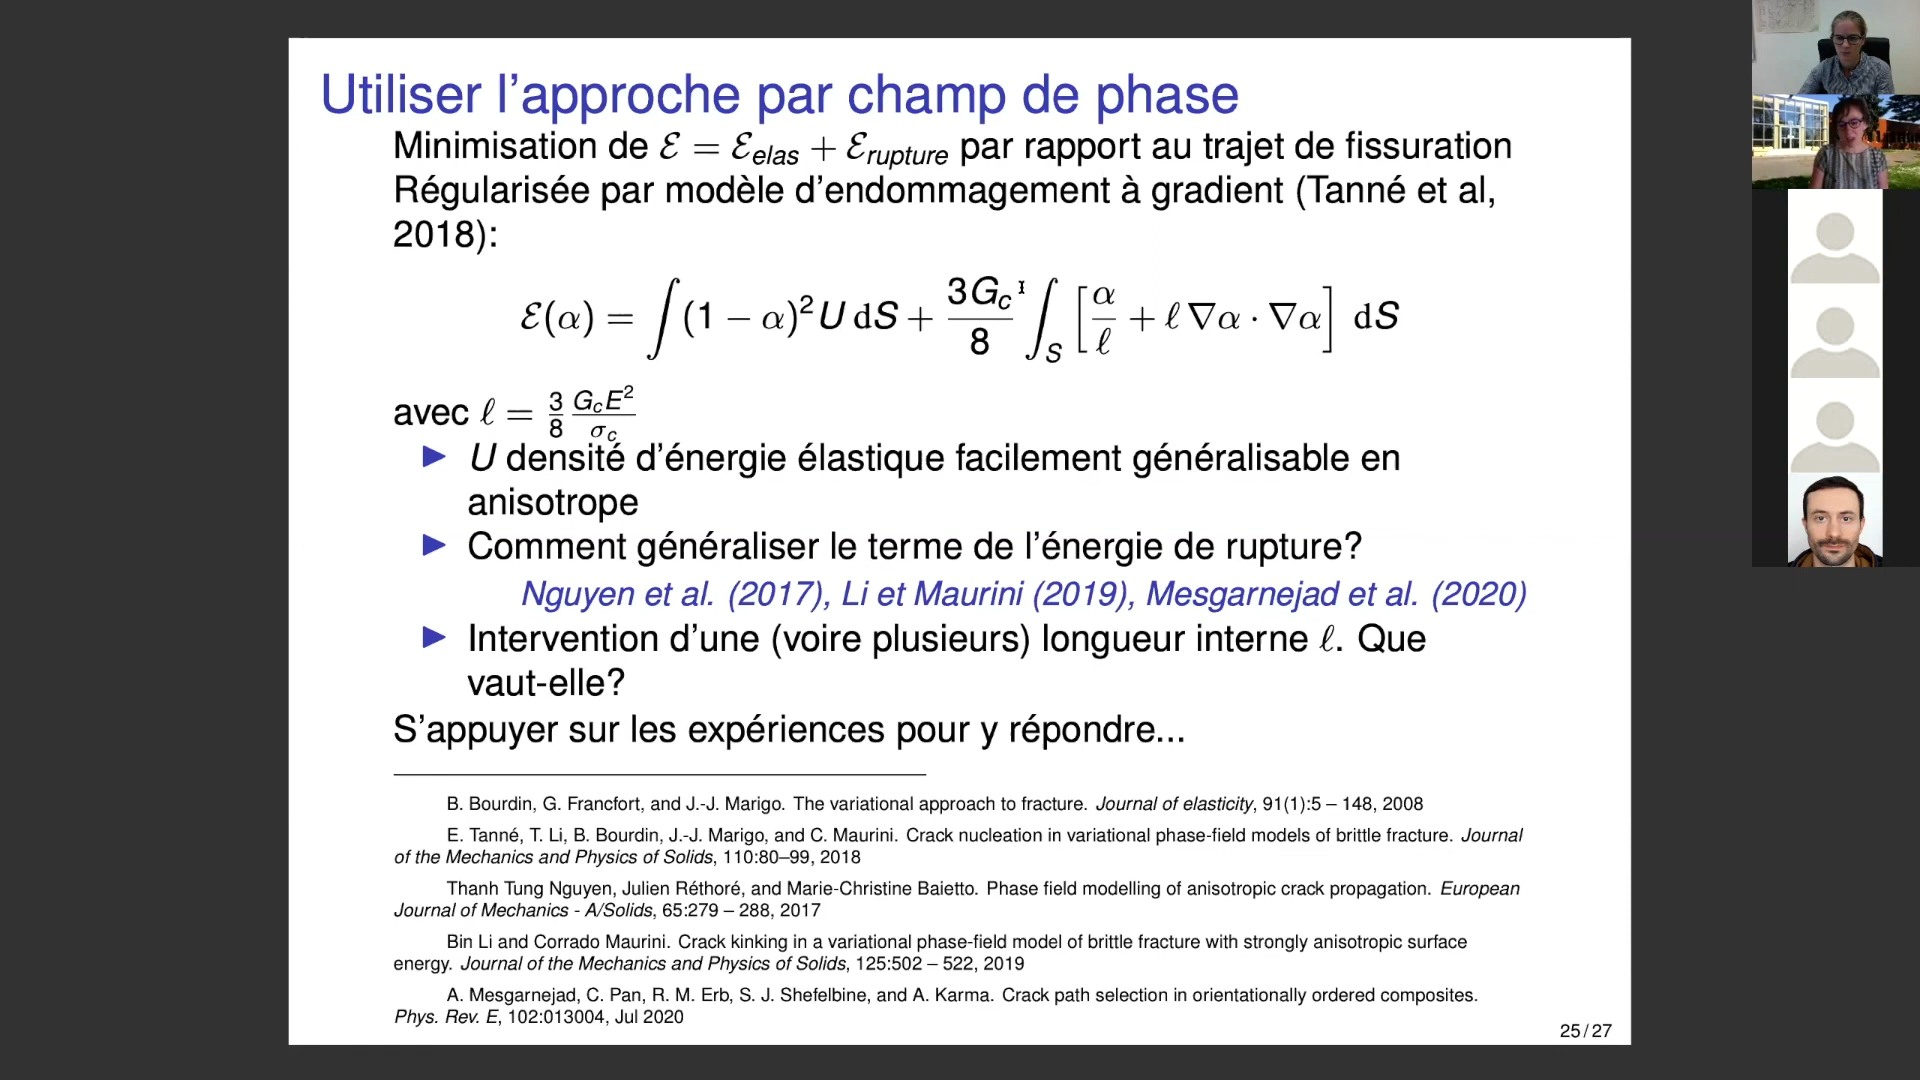 Utiliser l'approche par champ de phase
Minimisation de ℰ = ℰ_elas + ℰ_rupture par rapport au trajet de fissuration
Régularisée par modèle d'endommagement à gradient (Tanné et al,
2018):
ℰ(α) = ∫(1 − α)² U dS + 3G_c/8 ∫_S [α/ℓ + ℓ ∇α · ∇α] dS
avec ℓ = 3/8 G_cE²/σ_c
▶ U densité d'énergie élastique facilement généralisable en
anisotrope
▶ Comment généraliser le terme de l'énergie de rupture?
Nguyen et al. (2017), Li et Maurini (2019), Mesgarnejad et al. (2020)
▶ Intervention d'une (voire plusieurs) longueur interne ℓ. Que
vaut-elle?
S'appuyer sur les expériences pour y répondre...
B. Bourdin, G. Francfort, and J.-J. Marigo. The variational approach to fracture. Journal of elasticity, 91(1):5 – 148, 2008
E. Tanné, T. Li, B. Bourdin, J.-J. Marigo, and C. Maurini. Crack nucleation in variational phase-field models of brittle fracture. Journal
of the Mechanics and Physics of Solids, 110:80–99, 2018
Thanh Tung Nguyen, Julien Réthoré, and Marie-Christine Baietto. Phase field modelling of anisotropic crack propagation. European
Journal of Mechanics - A/Solids, 65:279 – 288, 2017
Bin Li and Corrado Maurini. Crack kinking in a variational phase-field model of brittle fracture with strongly anisotropic surface
energy. Journal of the Mechanics and Physics of Solids, 125:502 – 522, 2019
A. Mesgarnejad, C. Pan, R. M. Erb, S. J. Shefelbine, and A. Karma. Crack path selection in orientationally ordered composites.
Phys. Rev. E, 102:013004, Jul 2020
25 / 27